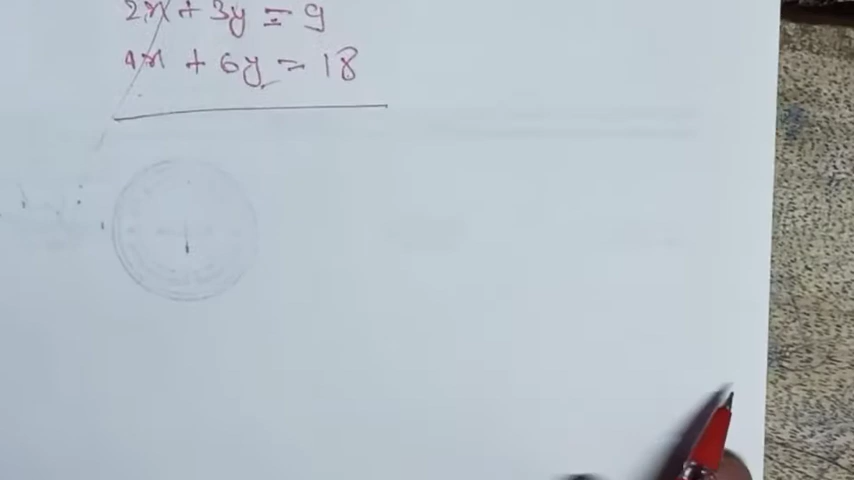 2x + 3y = 9
4x + 6y = 18